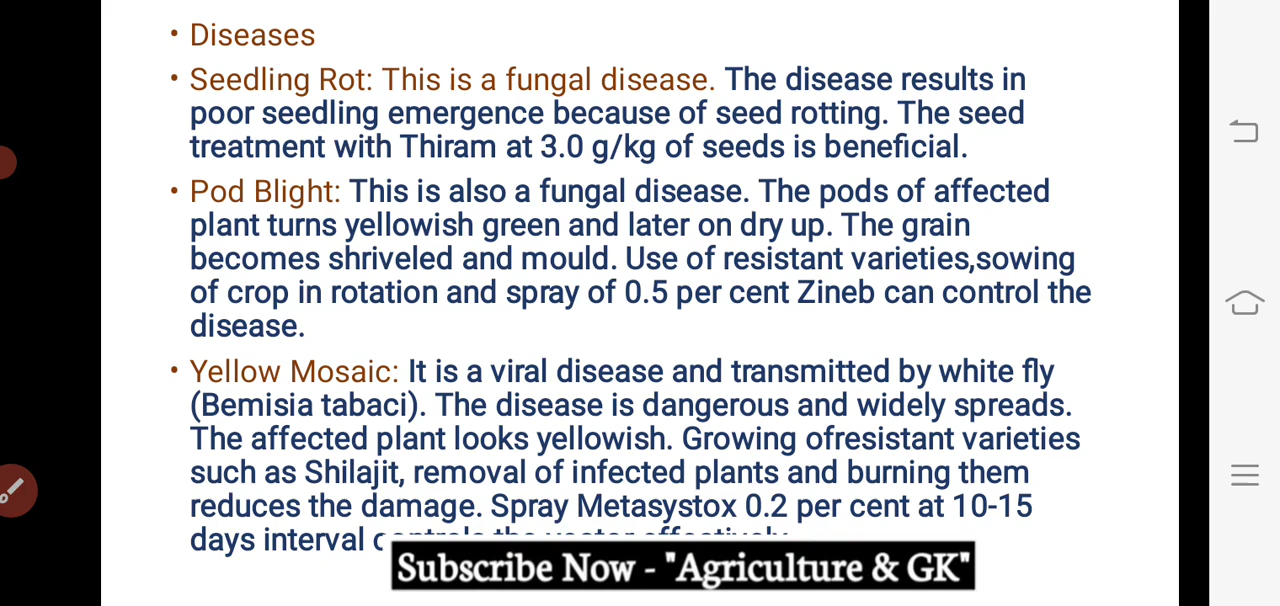 • Diseases
• Seedling Rot: This is a fungal disease. The disease results in
poor seedling emergence because of seed rotting. The seed
treatment with Thiram at 3.0 g/kg of seeds is beneficial.
• Pod Blight: This is also a fungal disease. The pods of affected
plant turns yellowish green and later on dry up. The grain
becomes shriveled and mould. Use of resistant varieties,sowing
of crop in rotation and spray of 0.5 per cent Zineb can control the
disease.
• Yellow Mosaic: It is a viral disease and transmitted by white fly
(Bemisia tabaci). The disease is dangerous and widely spreads.
The affected plant looks yellowish. Growing ofresistant varieties
such as Shilajit, removal of infected plants and burning them
reduces the damage. Spray Metasystox 0.2 per cent at 10-15
days interval controls the vector effectively.
Subscribe Now - "Agriculture & GK"